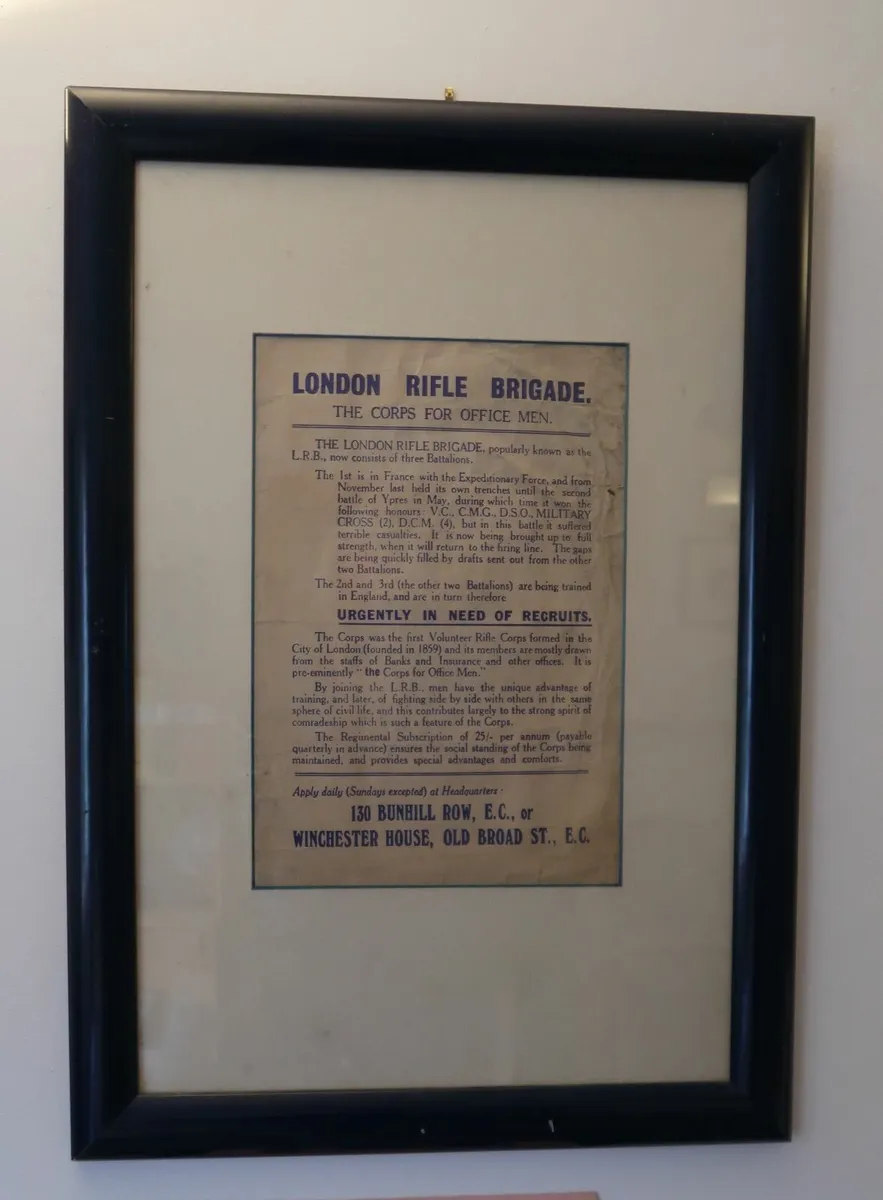 LONDON RIFLE BRIGADE.
THE CORPS FOR OFFICE MEN.
THE LONDON RIFLE BRIGADE, popularly known as the
L.R.B., now consists of three Battalions.
The 1st is in France with the Expeditionary Force, and from
November last held its own trenches until the second
battle of Ypres in May, during which time it won the
following honours: V.C., C.M.G., D.S.O., MILITARY
CROSS (2), D.C.M. (4), but in this battle it suffered
terrible casualties. It is now being brought up to full
strength, when it will return to the firing line. The gaps
are being quickly filled by drafts sent out from the other
two Battalions.
The 2nd and 3rd (the other two Battalions) are being trained
in England, and are in turn therefore
URGENTLY IN NEED OF RECRUITS.
The Corps was the first Volunteer Rifle Corps formed in the
City of London (founded in 1859) and its members are mostly drawn
from the staffs of Banks and Insurance and other offices. It is
pre-eminently "the Corps for Office Men."
By joining the L.R.B., men have the unique advantage of
training, and later, of fighting side by side with others in the same
sphere of civil life, and this contributes largely to the strong spirit of
comradeship which is such a feature of the Corps.
The Regimental Subscription of 25/- per annum (payable
quarterly in advance) ensures the social standing of the Corps being
maintained, and provides special advantages and comforts.
Apply daily (Sundays excepted) at Headquarters:
130 BUNHILL ROW, E.C., or
WINCHESTER HOUSE, OLD BROAD ST., E.C.